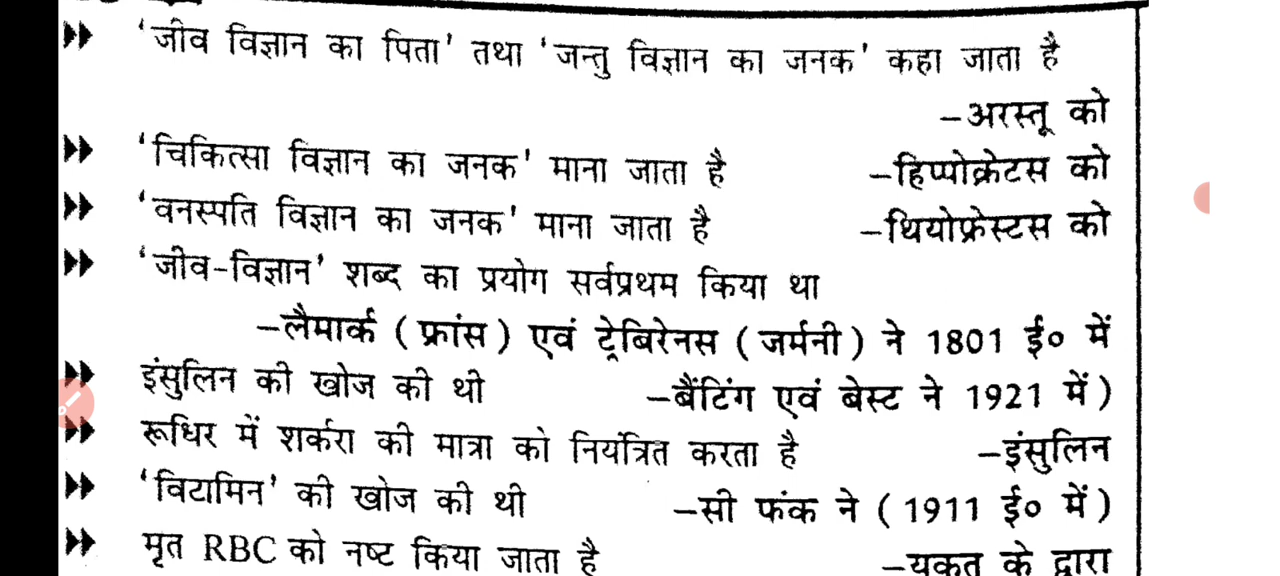 'जीव विज्ञान का पिता' तथा 'जन्तु विज्ञान का जनक' कहा जाता है
–अरस्तू को
'चिकित्सा विज्ञान का जनक' माना जाता है –हिप्पोक्रेटस को
'वनस्पति विज्ञान का जनक' माना जाता है –थियोफ्रेस्टस को
'जीव-विज्ञान' शब्द का प्रयोग सर्वप्रथम किया था
–लैमार्क (फ्रांस) एवं ट्रेबिरेनस (जर्मनी) ने 1801 ई० में
इंसुलिन की खोज की थी –बैंटिंग एवं बेस्ट ने 1921 में)
रूधिर में शर्करा की मात्रा को नियंत्रित करता है –इंसुलिन
'विटामिन' की खोज की थी –सी फंक ने (1911 ई० में)
मृत RBC को नष्ट किया जाता है –यकृत के द्वारा